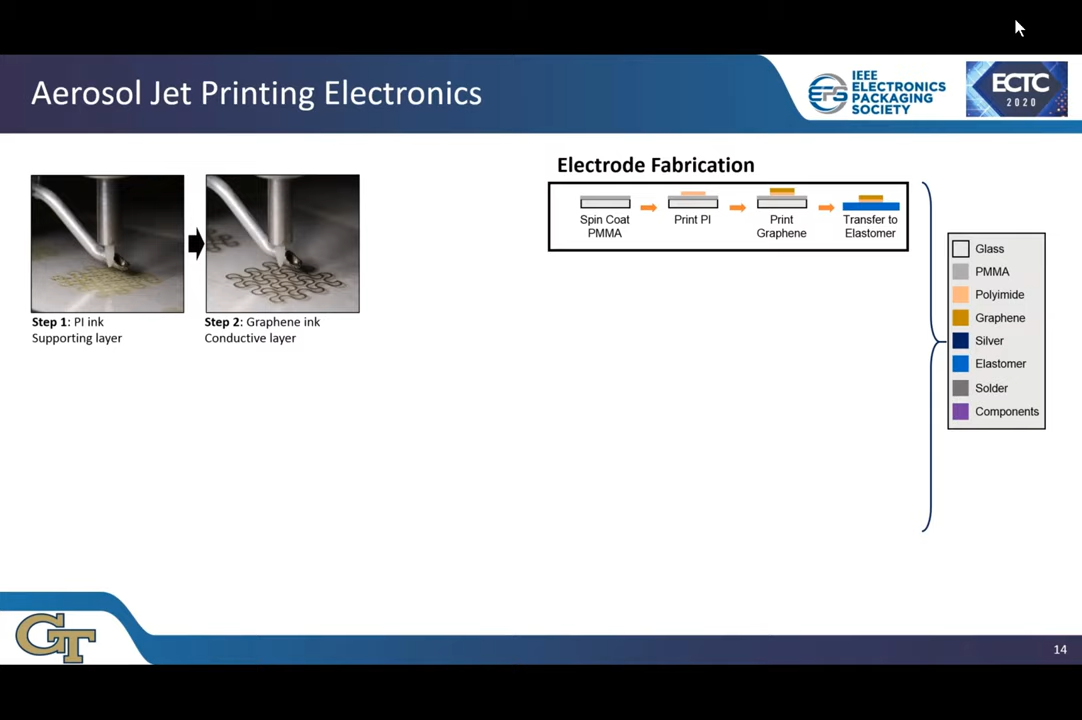 Aerosol Jet Printing Electronics
EPS
IEEE
ELECTRONICS
PACKAGING
SOCIETY
ECTC
2020
Step 1: PI ink
Supporting layer
Step 2: Graphene ink
Conductive layer
Electrode Fabrication
Spin Coat
PMMA
Print PI
Print
Graphene
Transfer to
Elastomer
Glass
PMMA
Polyimide
Graphene
Silver
Elastomer
Solder
Components
GT
14